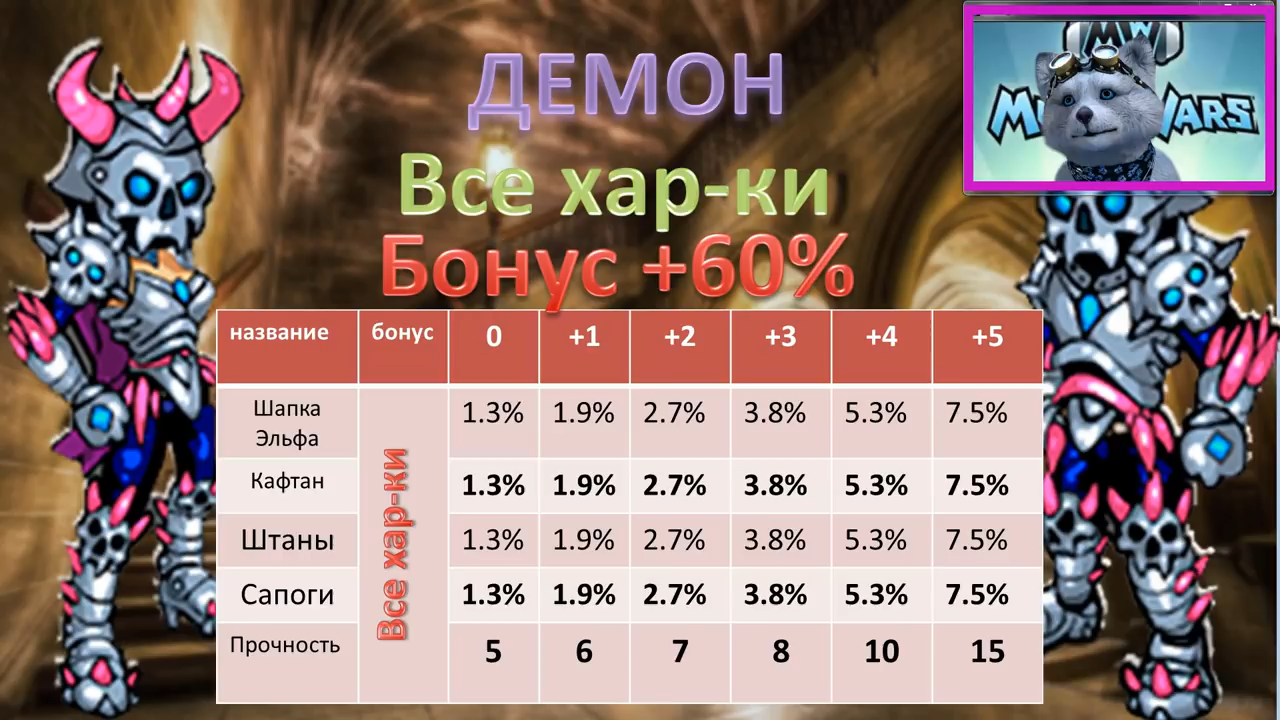 ДЕМОН
Все хар-ки
Бонус +60%
название бонус 0 +1 +2 +3 +4 +5
Шапка
Эльфа 1.3% 1.9% 2.7% 3.8% 5.3% 7.5%
Кафтан 1.3% 1.9% 2.7% 3.8% 5.3% 7.5%
Штаны 1.3% 1.9% 2.7% 3.8% 5.3% 7.5%
Сапоги 1.3% 1.9% 2.7% 3.8% 5.3% 7.5%
Все хар-ки
Прочность 5 6 7 8 10 15
MW